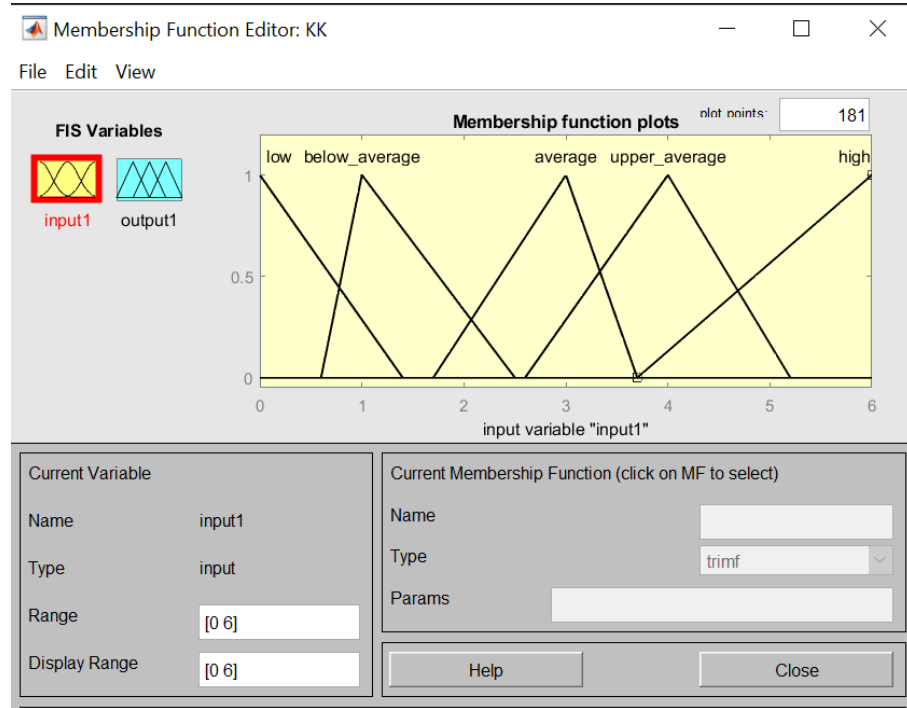 Membership Function Editor: KK
File Edit View
FIS Variables
input1 output1
Membership function plots
plot points: 181
low below_average average upper_average high
1
0.5
0
0 1 2 3 4 5 6
input variable "input1"
Current Variable
Name input1
Type input
Range [0 6]
Display Range [0 6]
Current Membership Function (click on MF to select)
Name
Type trimf
Params
Help Close